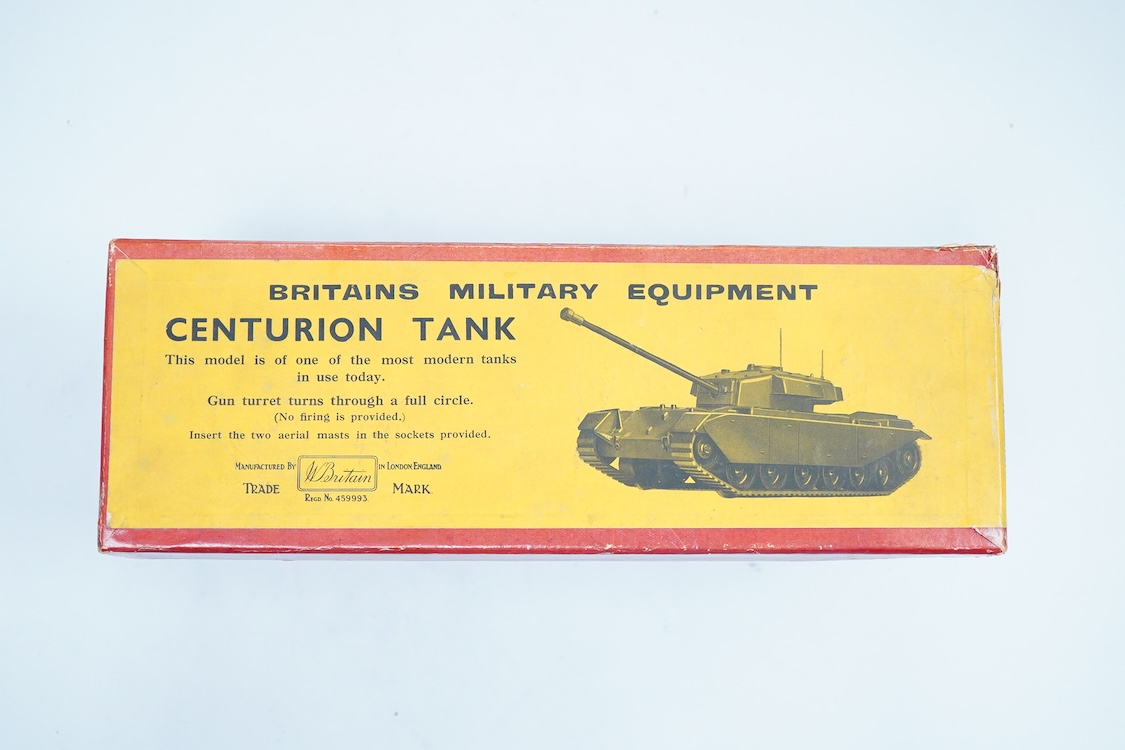 BRITAINS MILITARY EQUIPMENT
CENTURION TANK
This model is of one of the most modern tanks
in use today.
Gun turret turns through a full circle.
(No firing is provided.)
Insert the two aerial masts in the sockets provided.
MANUFACTURED BY W Britain IN LONDON ENGLAND
TRADE MARK
REGD. NO. 459993.